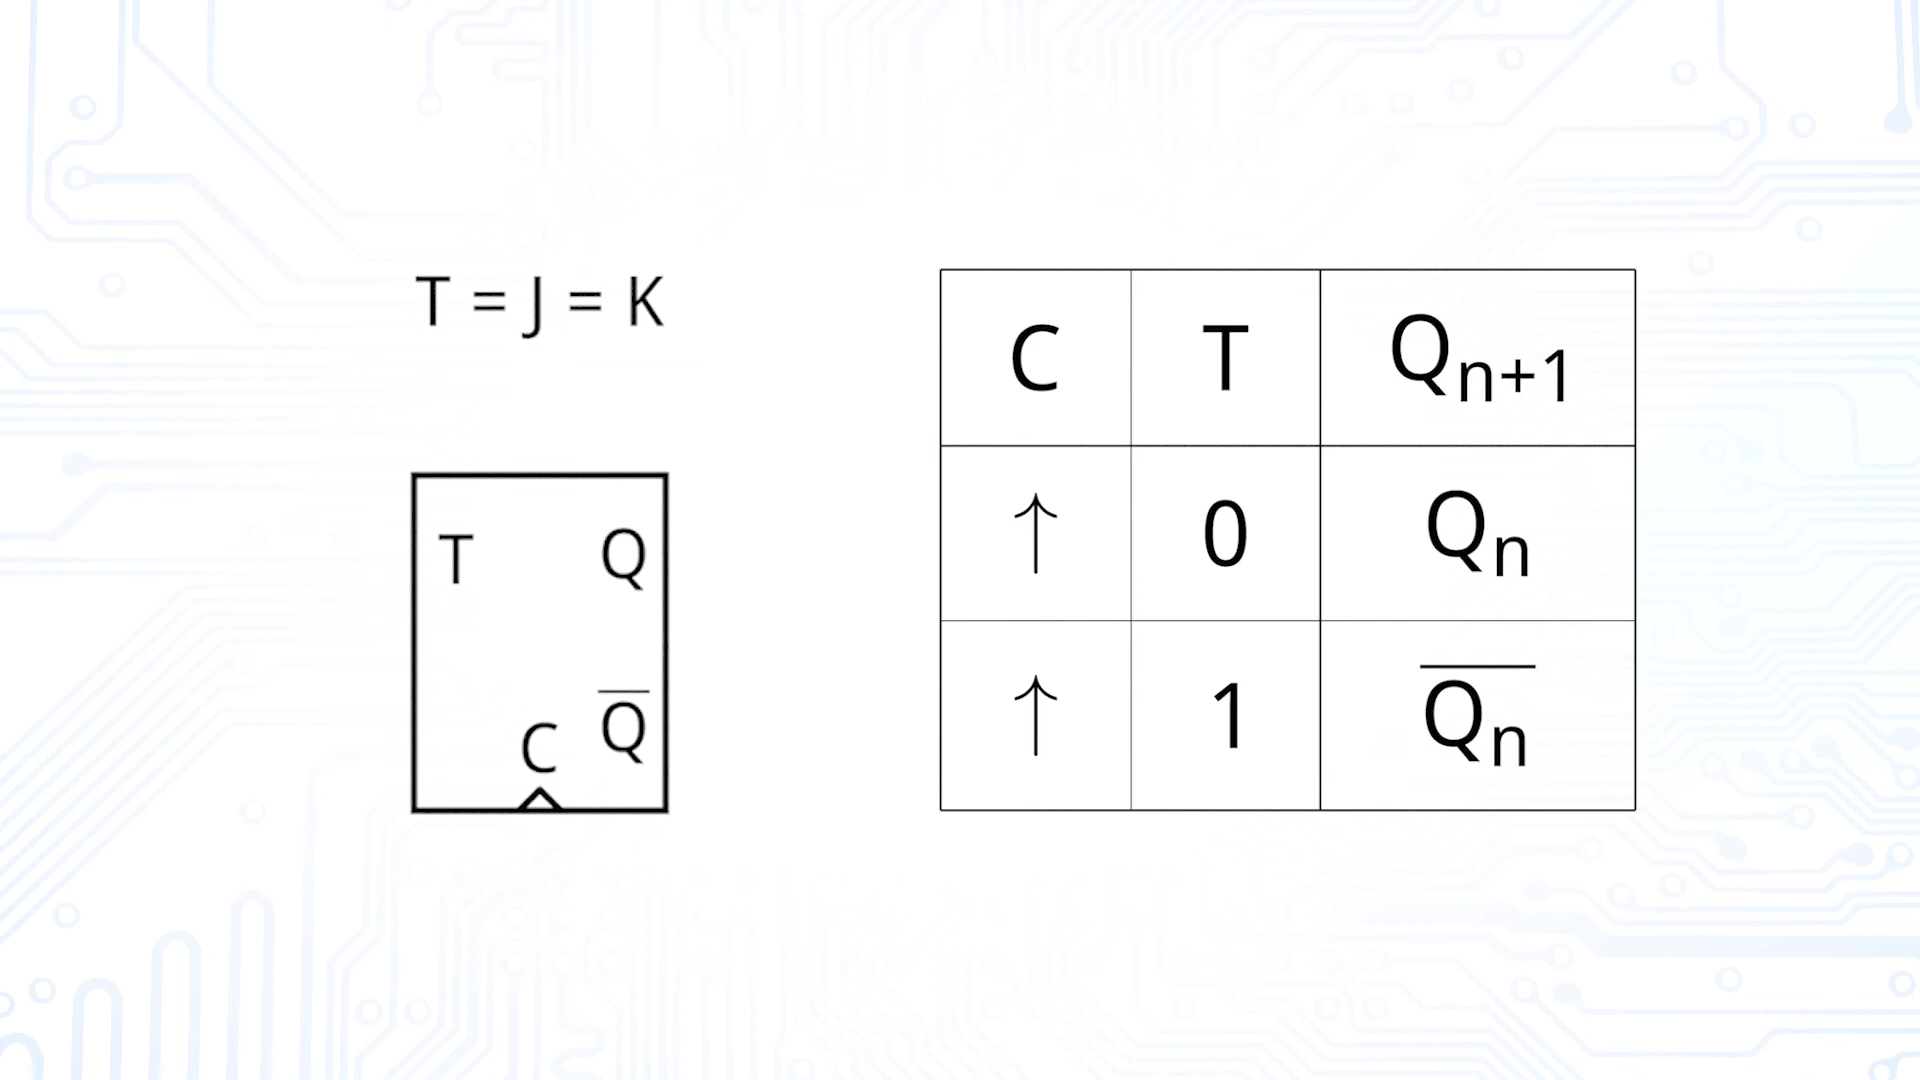 T = J = K
T Q
Q̅
C
C T Qn+1
↑ 0 Qn
↑ 1 Q̅n̅